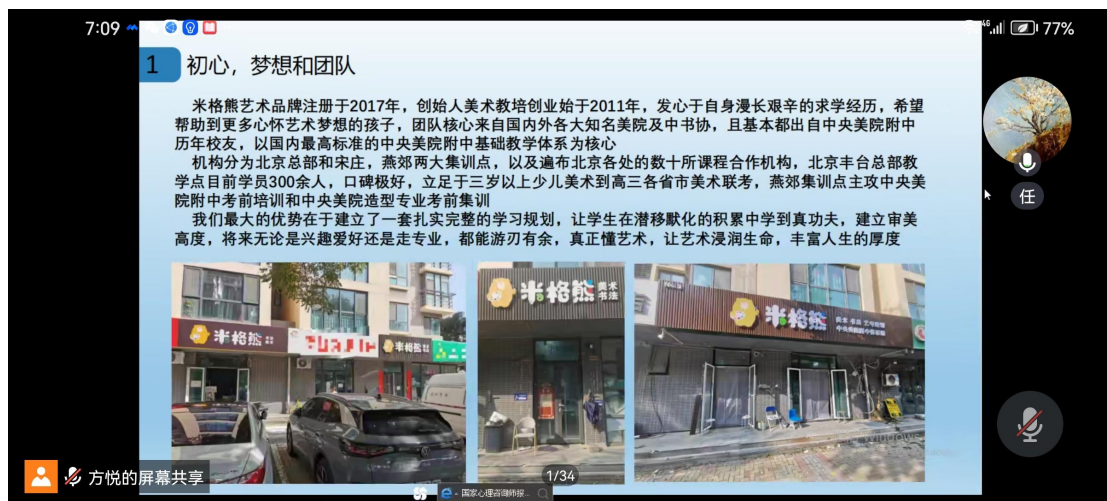 7:09
4G
77%
1 初心，梦想和团队
米格熊艺术品牌注册于2017年，创始人美术教培创业始于2011年，发心于自身漫长艰辛的求学经历，希望
帮助到更多心怀艺术梦想的孩子，团队核心来自国内外各大知名美院及中书协，且基本都出自中央美院附中
历年校友，以国内最高标准的中央美院附中基础教学体系为核心
机构分为北京总部和宋庄，燕郊两大集训点，以及遍布北京各处的数十所课程合作机构，北京丰台总部教
学点目前学员300余人，口碑极好，立足于三岁以上少儿美术到高三各省市美术联考，燕郊集训点主攻中央美
院附中考前培训和中央美院造型专业考前集训
我们最大的优势在于建立了一套扎实完整的学习规划，让学生在潜移默化的积累中学到真功夫，建立审美
高度，将来无论是兴趣爱好还是走专业，都能游刃有余，真正懂艺术，让艺术浸润生命，丰富人生的厚度
任
米格熊
米格熊
米格熊 美术 书法
米格熊
Windows
1/34
方悦的屏幕共享
国家心理咨询师报...